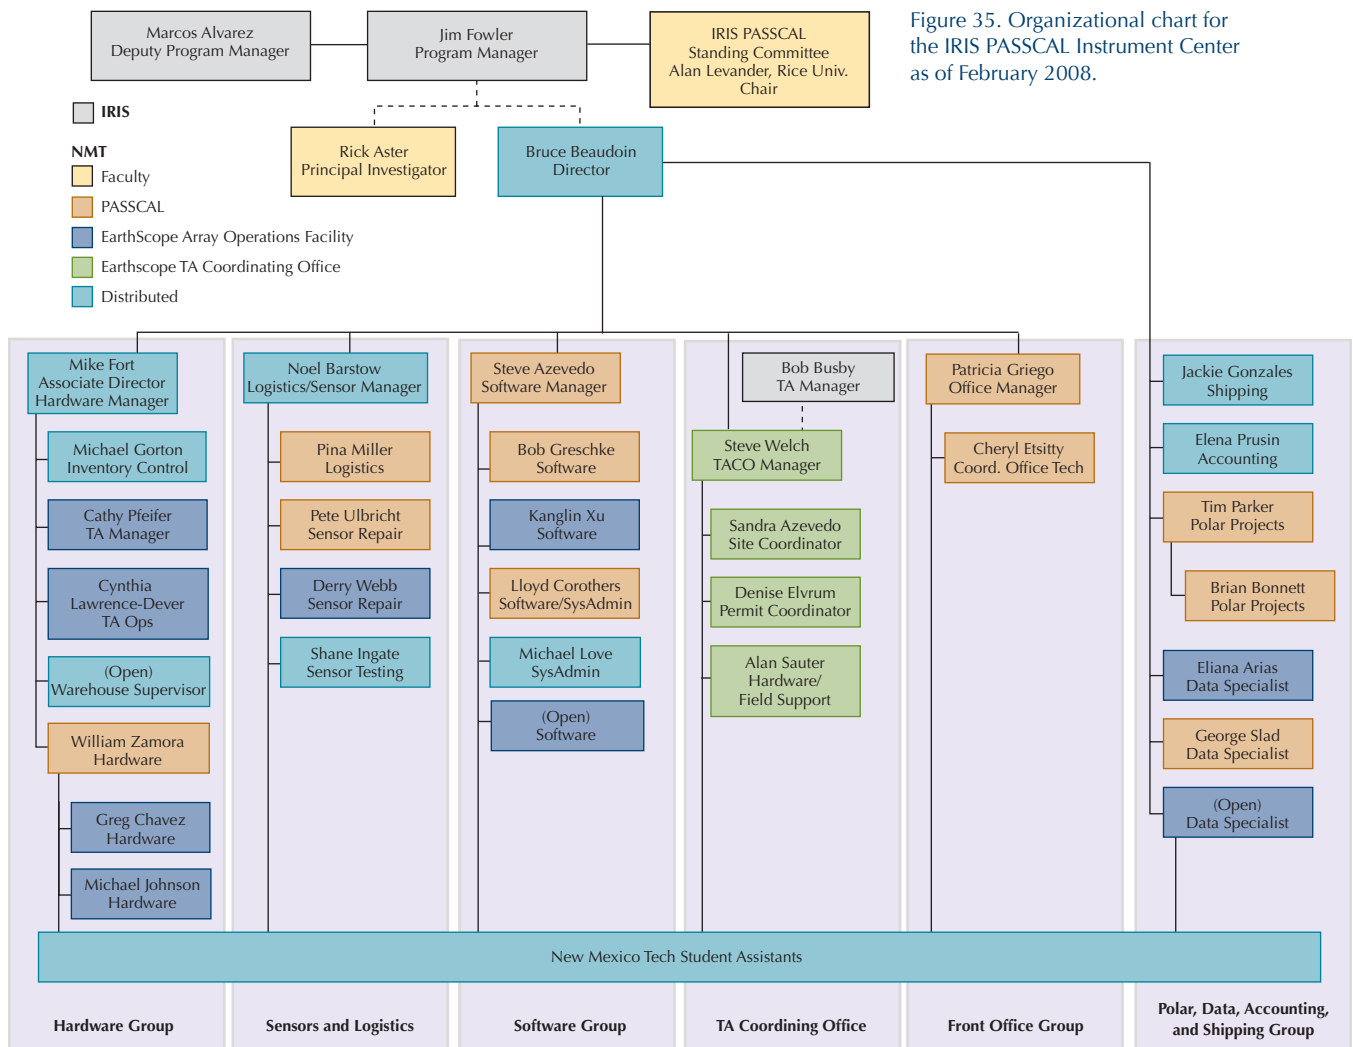 Marcos Alvarez
Deputy Program Manager
Jim Fowler
Program Manager
IRIS PASSCAL
Standing Committee
Alan Levander, Rice Univ.
Chair
Figure 35. Organizational chart for
the IRIS PASSCAL Instrument Center
as of February 2008.
IRIS
NMT
Faculty
PASSCAL
EarthScope Array Operations Facility
Earthscope TA Coordinating Office
Distributed
Rick Aster
Principal Investigator
Bruce Beaudoin
Director
Mike Fort
Associate Director
Hardware Manager
Michael Gorton
Inventory Control
Cathy Pfeifer
TA Manager
Cynthia
Lawrence-Dever
TA Ops
(Open)
Warehouse Supervisor
William Zamora
Hardware
Greg Chavez
Hardware
Michael Johnson
Hardware
Noel Barstow
Logistics/Sensor Manager
Pina Miller
Logistics
Pete Ulbricht
Sensor Repair
Derry Webb
Sensor Repair
Shane Ingate
Sensor Testing
Steve Azevedo
Software Manager
Bob Greschke
Software
Kanglin Xu
Software
Lloyd Corothers
Software/SysAdmin
Michael Love
SysAdmin
(Open)
Software
Bob Busby
TA Manager
Steve Welch
TACO Manager
Sandra Azevedo
Site Coordinator
Denise Elvrum
Permit Coordinator
Alan Sauter
Hardware/
Field Support
Patricia Griego
Office Manager
Cheryl Etsitty
Coord. Office Tech
Jackie Gonzales
Shipping
Elena Prusin
Accounting
Tim Parker
Polar Projects
Brian Bonnett
Polar Projects
Eliana Arias
Data Specialist
George Slad
Data Specialist
(Open)
Data Specialist
New Mexico Tech Student Assistants
Hardware Group
Sensors and Logistics
Software Group
TA Coordining Office
Front Office Group
Polar, Data, Accounting,
and Shipping Group